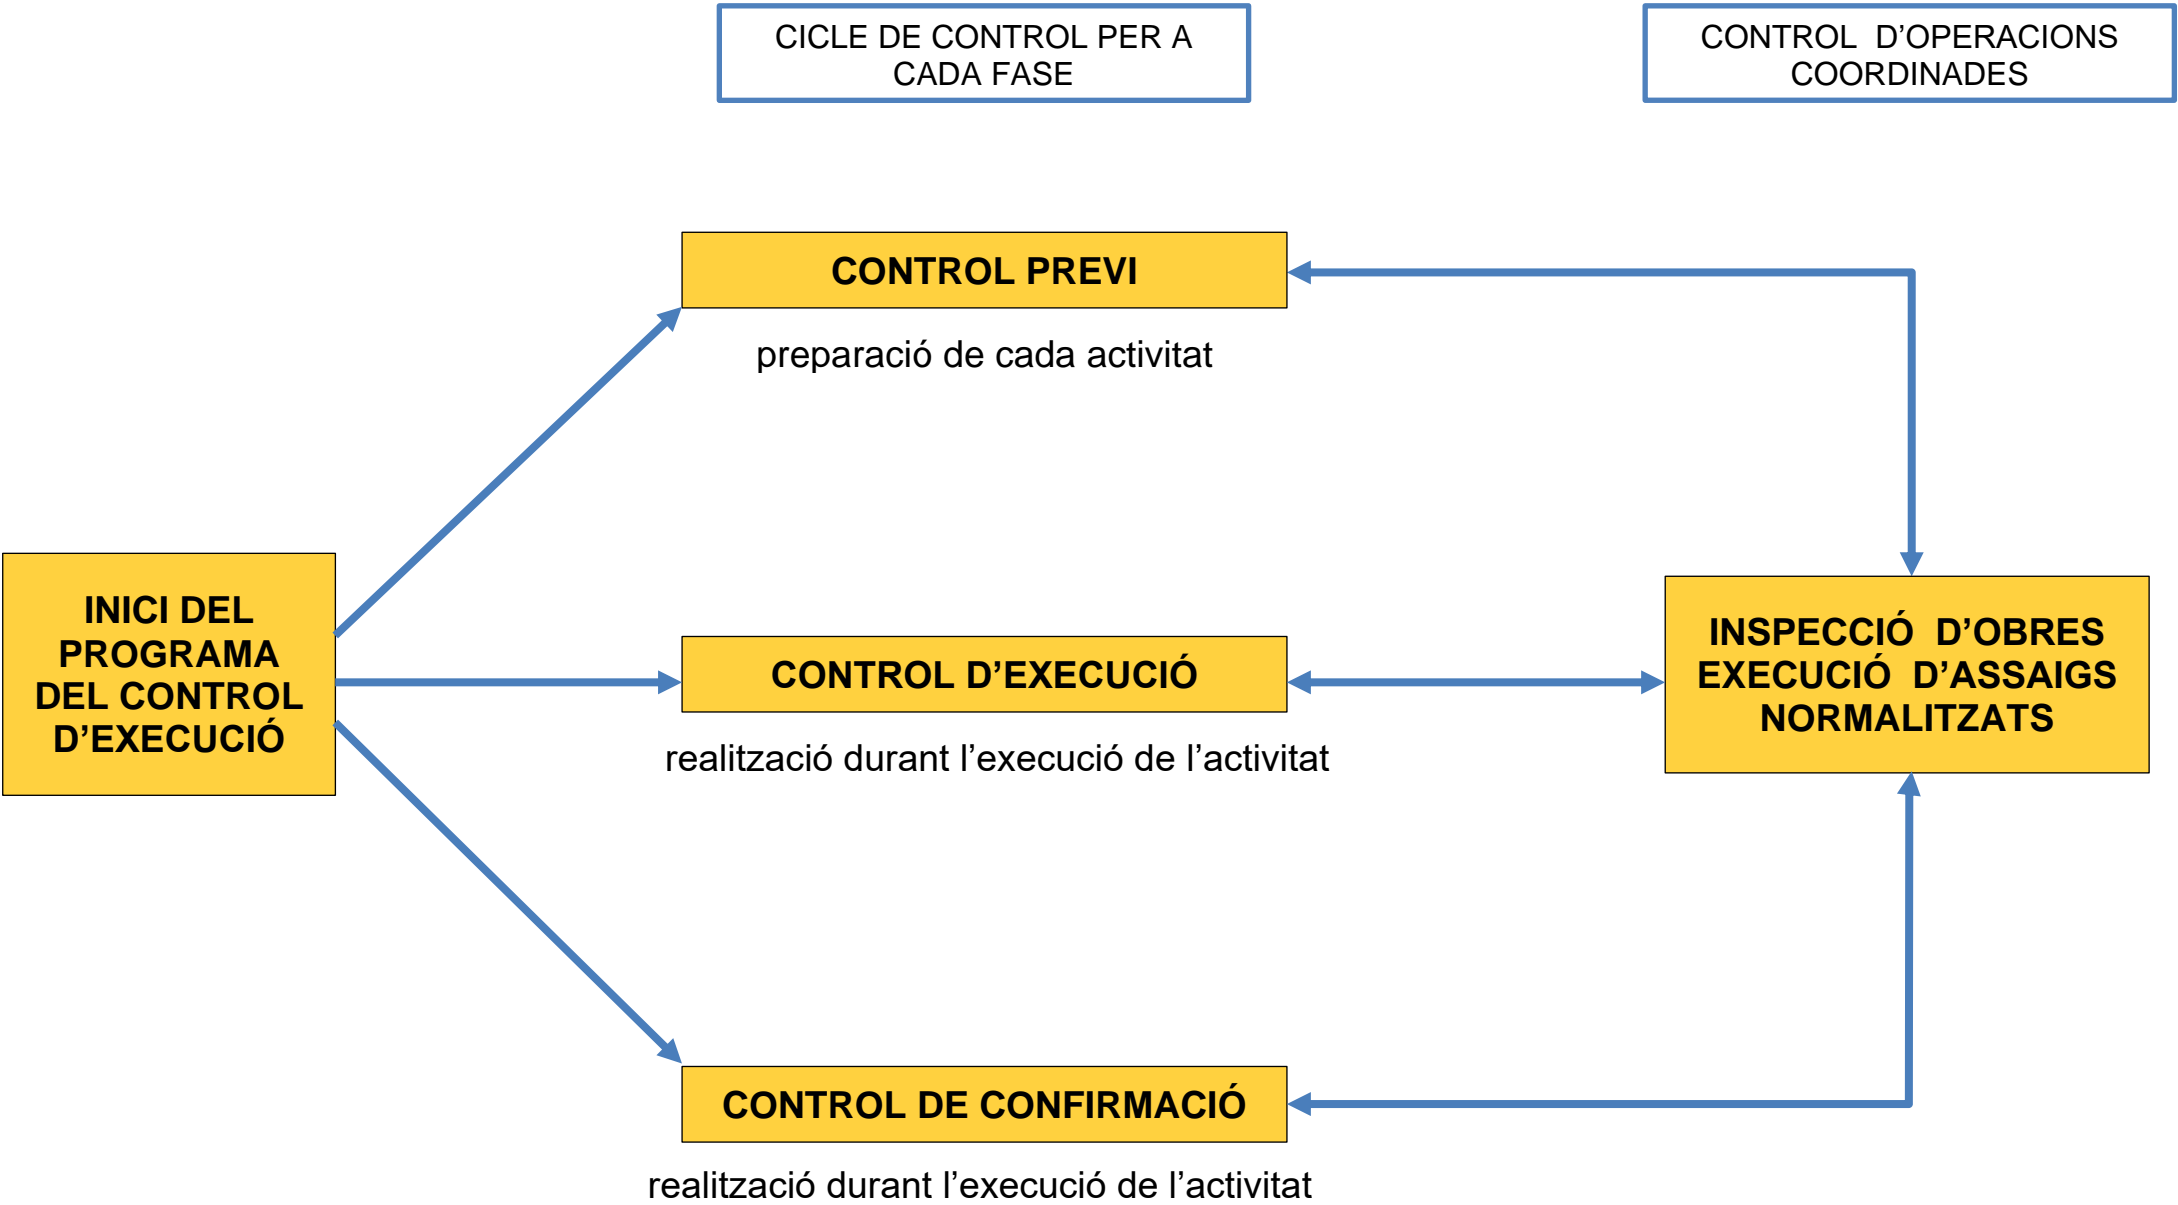 CICLE DE CONTROL PER A
CADA FASE
CONTROL  D’OPERACIONS
COORDINADES
CONTROL PREVI
preparació de cada activitat
INICI DEL
PROGRAMA
DEL CONTROL
D’EXECUCIÓ
CONTROL D’EXECUCIÓ
realització durant l’execució de l’activitat
INSPECCIÓ  D’OBRES
EXECUCIÓ  D’ASSAIGS
NORMALITZATS
CONTROL DE CONFIRMACIÓ
realització durant l’execució de l’activitat